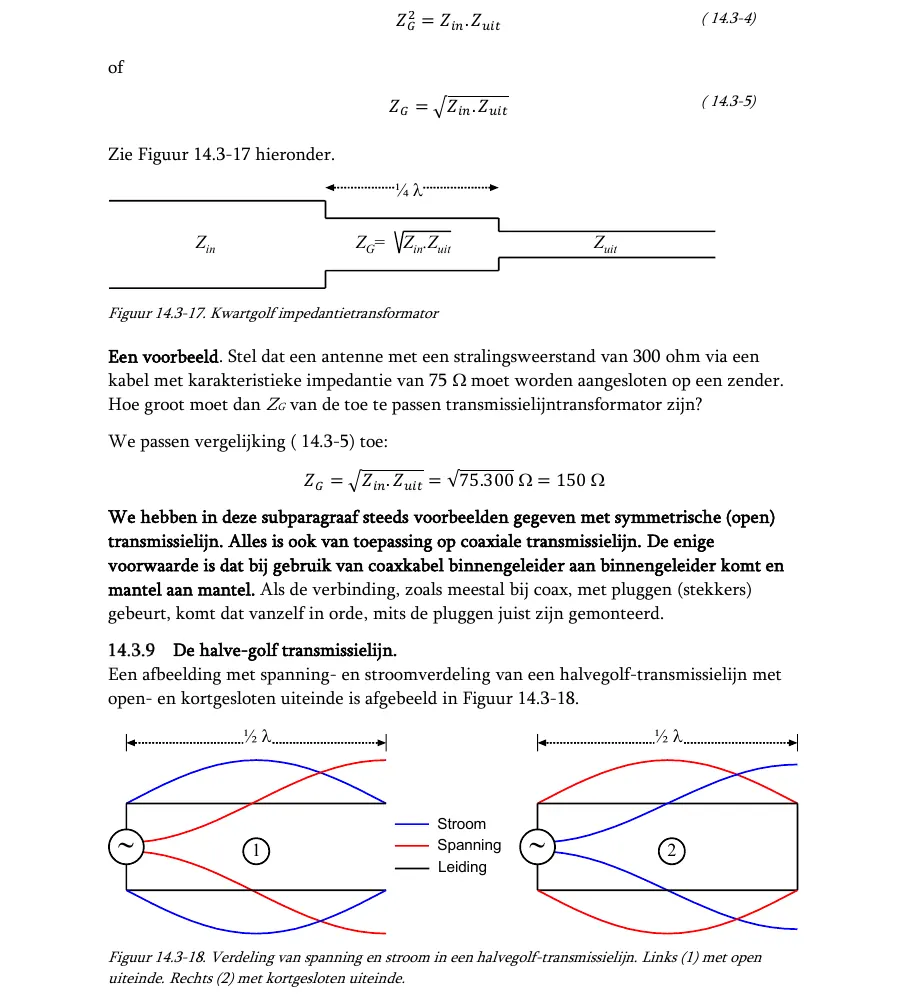 Z_G^2 = Z_in.Z_uit ( 14.3-4)
of
Z_G = √Z_in.Z_uit ( 14.3-5)
Zie Figuur 14.3-17 hieronder.
¼ λ
Z_in Z_G= √Z_in.Z_uit Z_uit
Figuur 14.3-17. Kwartgolf impedantietransformator
Een voorbeeld. Stel dat een antenne met een stralingsweerstand van 300 ohm via een
kabel met karakteristieke impedantie van 75 Ω moet worden aangesloten op een zender.
Hoe groot moet dan Z_G van de toe te passen transmissielijntransformator zijn?
We passen vergelijking ( 14.3-5) toe:
Z_G = √Z_in.Z_uit = √75.300 Ω = 150 Ω
We hebben in deze subparagraaf steeds voorbeelden gegeven met symmetrische (open)
transmissielijn. Alles is ook van toepassing op coaxiale transmissielijn. De enige
voorwaarde is dat bij gebruik van coaxkabel binnengeleider aan binnengeleider komt en
mantel aan mantel. Als de verbinding, zoals meestal bij coax, met pluggen (stekkers)
gebeurt, komt dat vanzelf in orde, mits de pluggen juist zijn gemonteerd.
14.3.9 De halve-golf transmissielijn.
Een afbeelding met spanning- en stroomverdeling van een halvegolf-transmissielijn met
open- en kortgesloten uiteinde is afgebeeld in Figuur 14.3-18.
½ λ ½ λ
Stroom
~ 1 Spanning ~ 2
Leiding
Figuur 14.3-18. Verdeling van spanning en stroom in een halvegolf-transmissielijn. Links (1) met open
uiteinde. Rechts (2) met kortgesloten uiteinde.